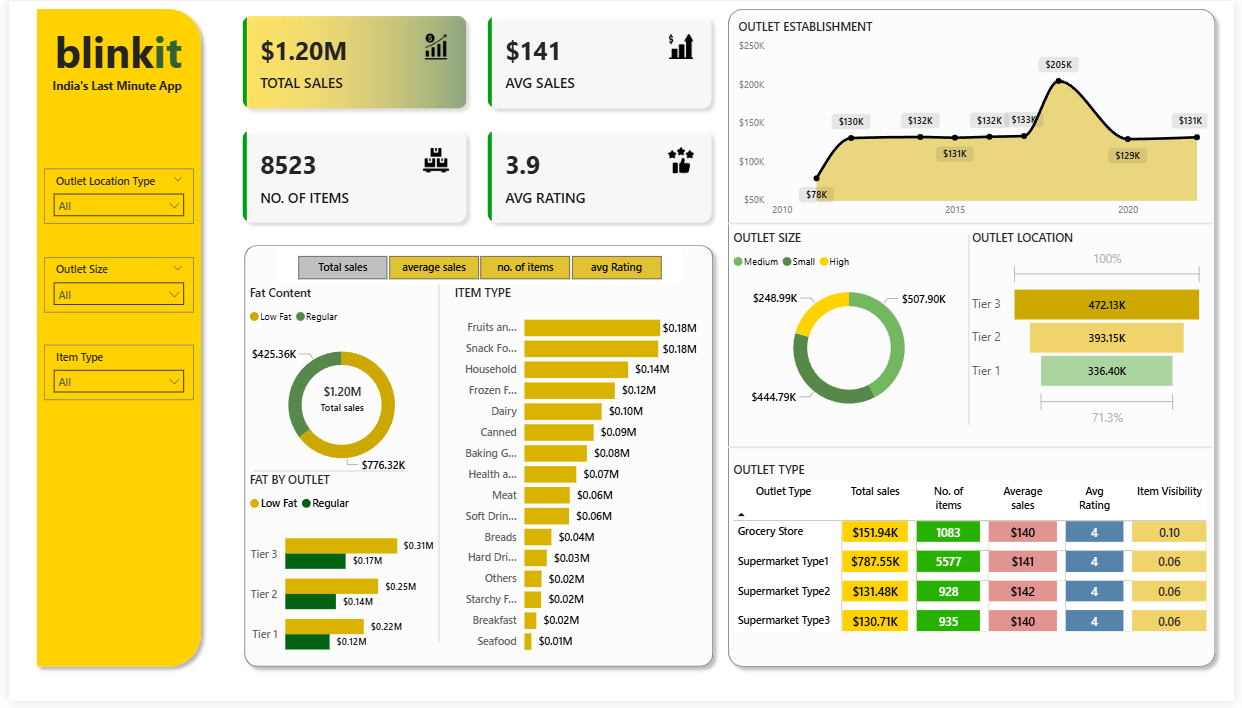 blinkit
India's Last Minute App
Outlet Location Type
All
Outlet Size
All
Item Type
All
$1.20M
TOTAL SALES
$141
AVG SALES
8523
NO. OF ITEMS
3.9
AVG RATING
Total sales
average sales
no. of items
avg Rating
Fat Content
Low Fat
Regular
$425.36K
$1.20M
Total sales
$776.32K
FAT BY OUTLET
Low Fat
Regular
Tier 3
$0.31M
$0.17M
Tier 2
$0.25M
$0.14M
Tier 1
$0.22M
$0.12M
ITEM TYPE
Fruits an... $0.18M
Snack Fo... $0.18M
Household $0.14M
Frozen F... $0.12M
Dairy $0.10M
Canned $0.09M
Baking G... $0.08M
Health a... $0.07M
Meat $0.06M
Soft Drin... $0.06M
Breads $0.04M
Hard Dri... $0.03M
Others $0.02M
Starchy F... $0.02M
Breakfast $0.02M
Seafood $0.01M
OUTLET ESTABLISHMENT
$250K
$200K
$150K
$100K
$50K
$78K
$130K
$132K
$131K
$132K
$133K
$205K
$129K
$131K
2010
2015
2020
OUTLET SIZE
Medium
Small
High
$248.99K
$507.90K
$444.79K
OUTLET LOCATION
100%
Tier 3 472.13K
Tier 2 393.15K
Tier 1 336.40K
71.3%
OUTLET TYPE
Outlet Type Total sales No. of items Average sales Avg Rating Item Visibility
Grocery Store $151.94K 1083 $140 4 0.10
Supermarket Type1 $787.55K 5577 $141 4 0.06
Supermarket Type2 $131.48K 928 $142 4 0.06
Supermarket Type3 $130.71K 935 $140 4 0.06